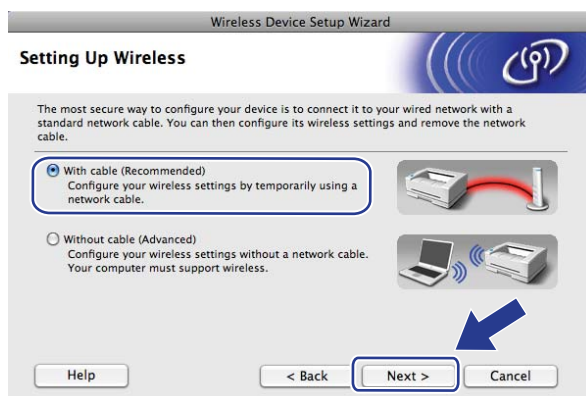 Wireless Device Setup Wizard
Setting Up Wireless
The most secure way to configure your device is to connect it to your wired network with a
standard network cable. You can then configure its wireless settings and remove the network
cable.
With cable (Recommended)
Configure your wireless settings by temporarily using a
network cable.
Without cable (Advanced)
Configure your wireless settings without a network cable.
Your computer must support wireless.
Help
< Back
Next >
Cancel